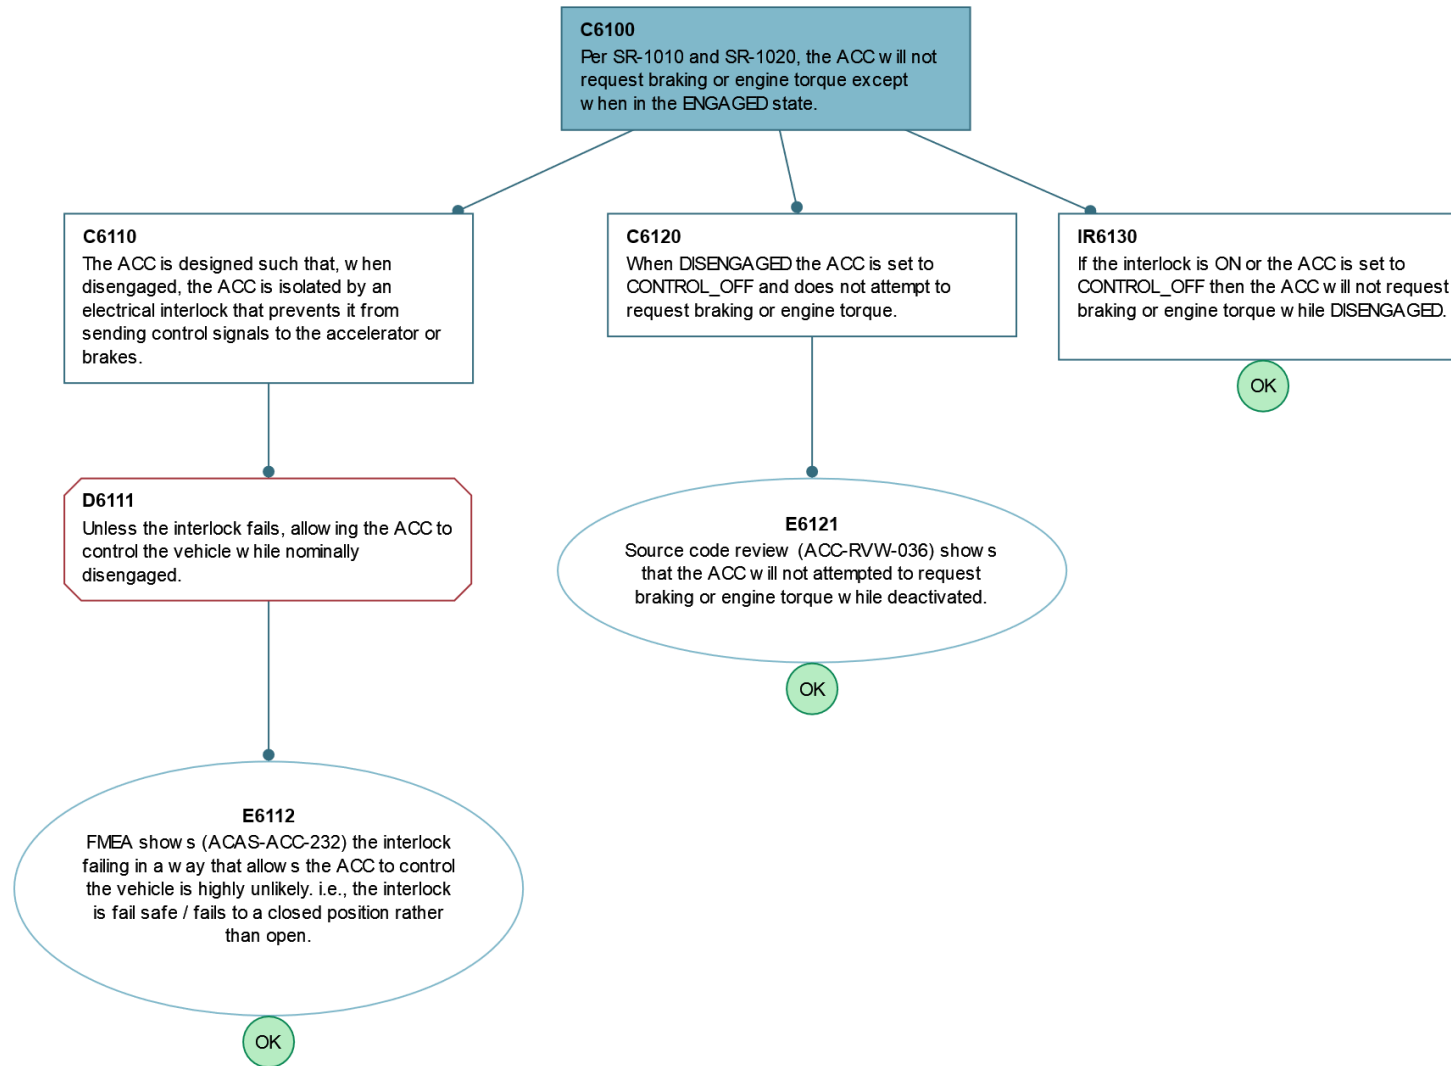 C6100
Per SR-1010 and SR-1020, the ACC will not
request braking or engine torque except
when in the ENGAGED state.
C6110
The ACC is designed such that, when
disengaged, the ACC is isolated by an
electrical interlock that prevents it from
sending control signals to the accelerator or
brakes.
C6120
When DISENGAGED the ACC is set to
CONTROL_OFF and does not attempt to
request braking or engine torque.
IR6130
If the interlock is ON or the ACC is set to
CONTROL_OFF then the ACC will not request
braking or engine torque while DISENGAGED.
OK
D6111
Unless the interlock fails, allowing the ACC to
control the vehicle while nominally
disengaged.
E6121
Source code review (ACC-RVW-036) shows
that the ACC will not attempted to request
braking or engine torque while deactivated.
OK
E6112
FMEA shows (ACAS-ACC-232) the interlock
failing in a way that allows the ACC to control
the vehicle is highly unlikely. i.e., the interlock
is fail safe / fails to a closed position rather
than open.
OK